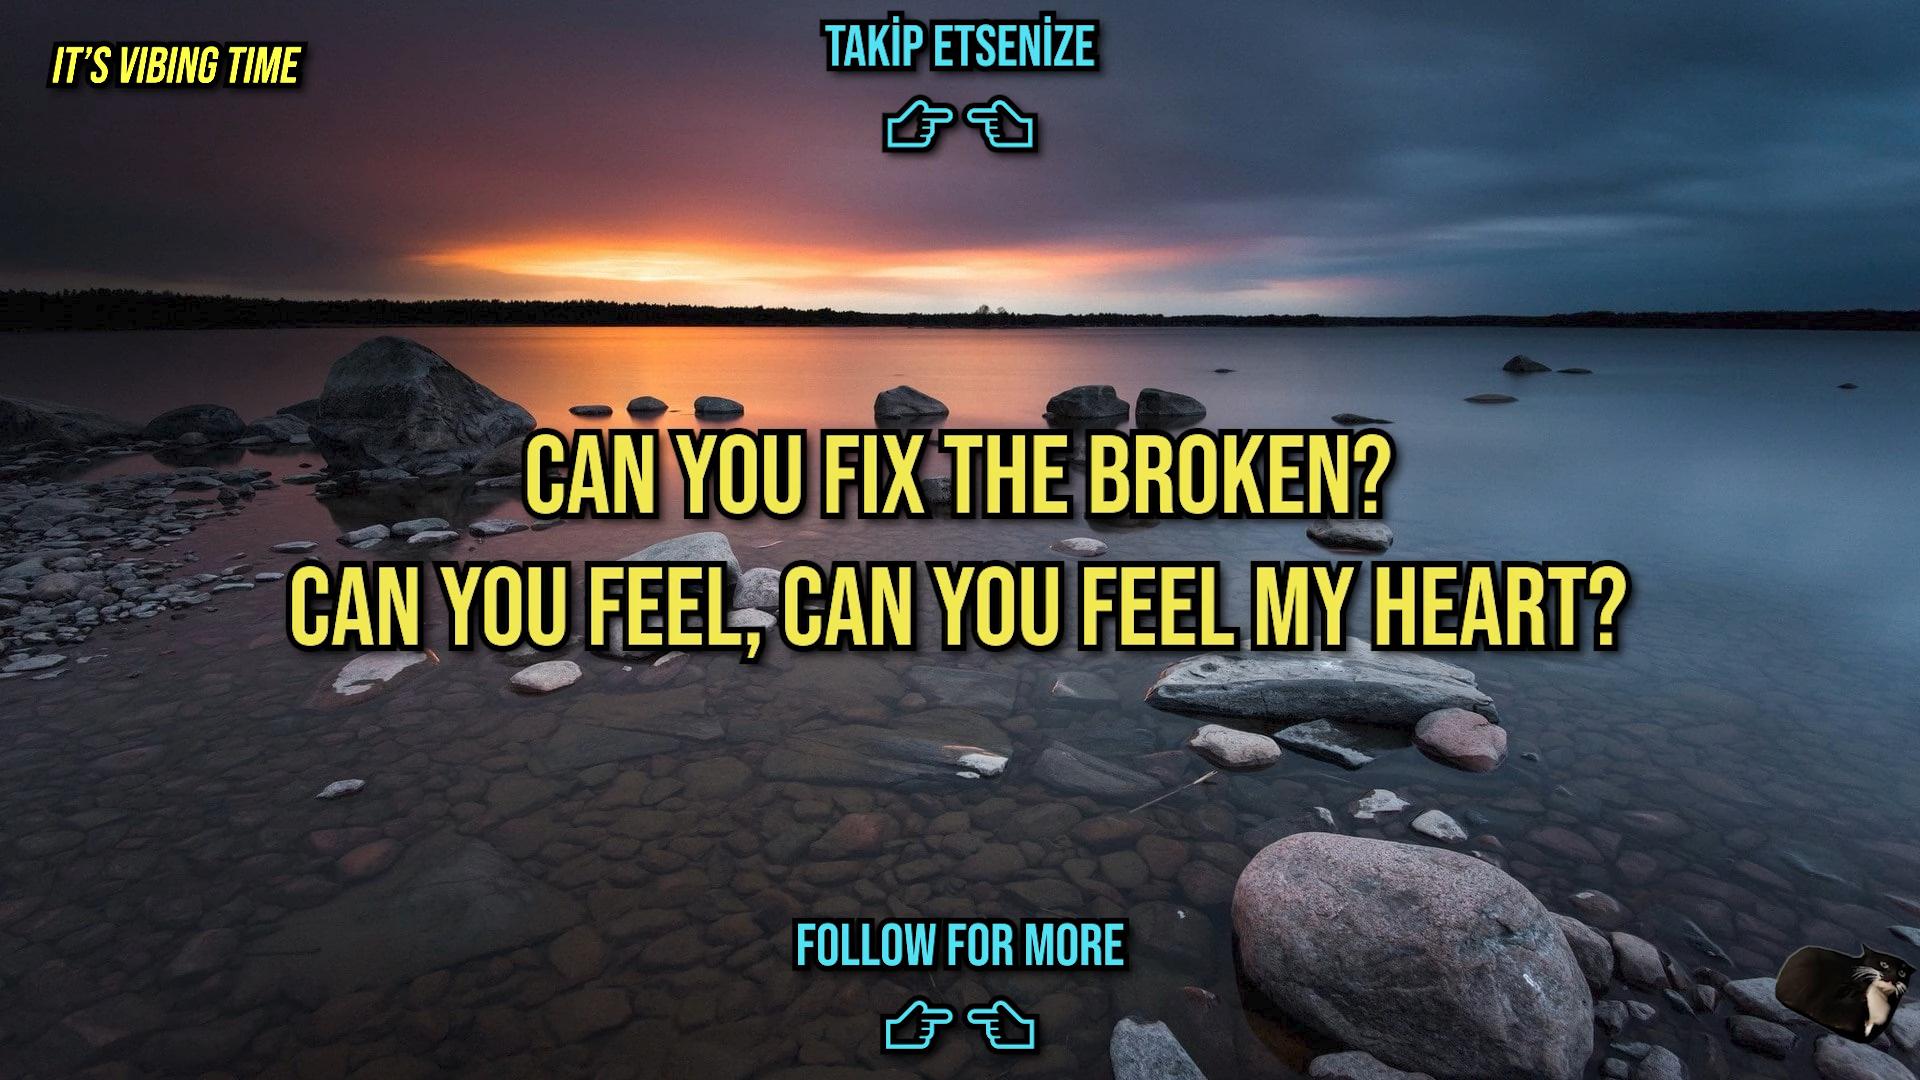 IT'S VIBING TIME
TAKİP ETSENİZE
CAN YOU FIX THE BROKEN?
CAN YOU FEEL, CAN YOU FEEL MY HEART?
FOLLOW FOR MORE